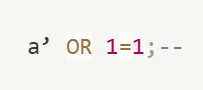 a’ OR 1=1;--